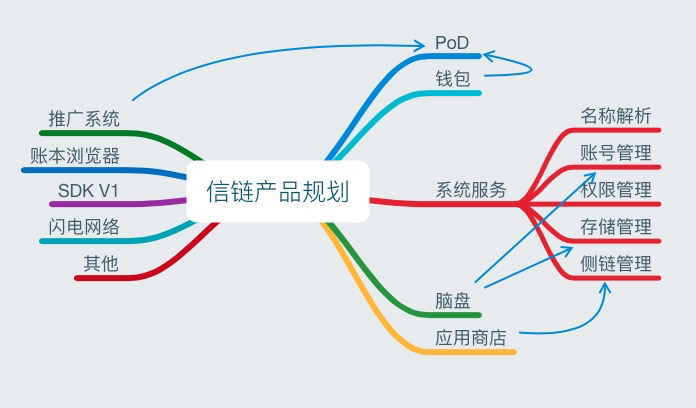 PoD
钱包
推广系统
账本浏览器
SDK V1
闪电网络
其他
信链产品规划
系统服务
名称解析
账号管理
权限管理
存储管理
侧链管理
脑盘
应用商店